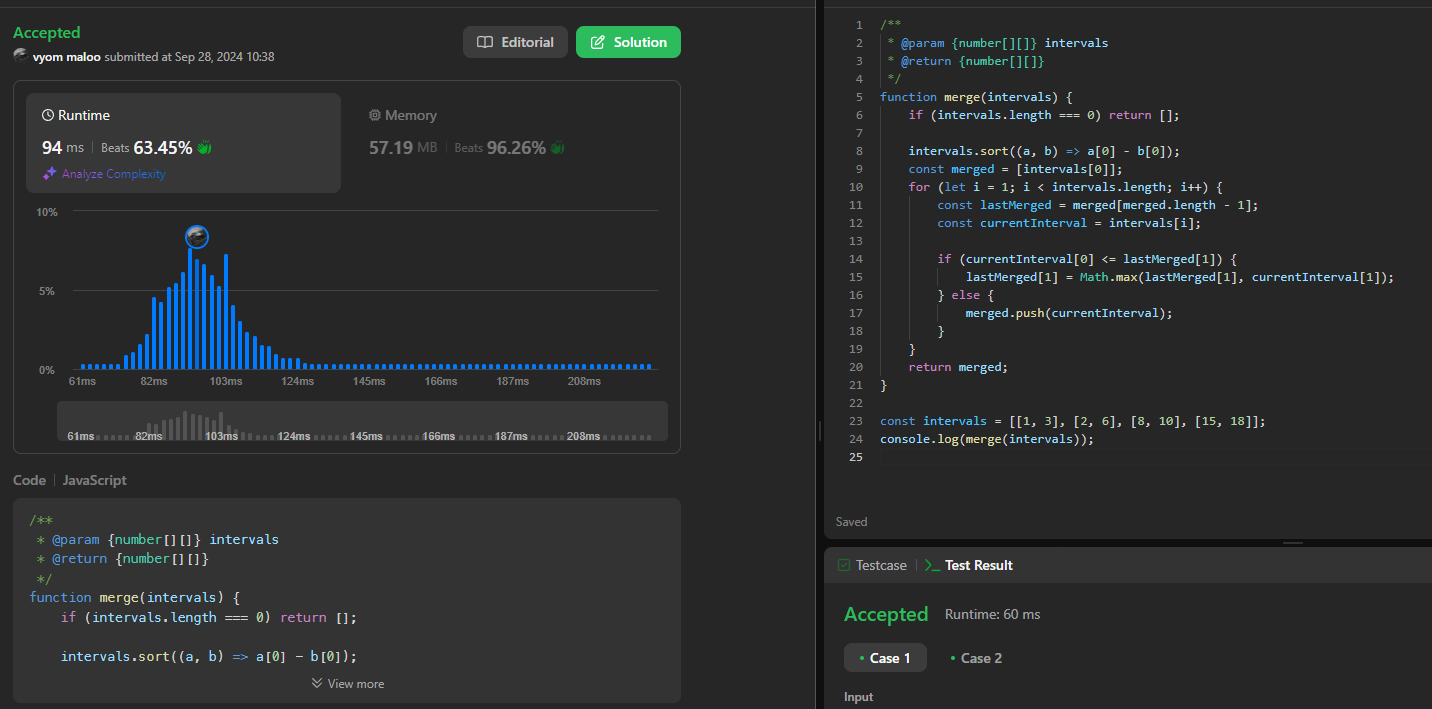 Accepted
vyom maloo submitted at Sep 28, 2024 10:38
Editorial
Solution
Runtime
94 ms | Beats 63.45%
Analyze Complexity
Memory
57.19 MB | Beats 96.26%
10%
5%
0%
61ms 82ms 103ms 124ms 145ms 166ms 187ms 208ms
61ms 82ms 103ms 124ms 145ms 166ms 187ms 208ms
Code | JavaScript
/**
 * @param {number[][]} intervals
 * @return {number[][]}
 */
function merge(intervals) {
    if (intervals.length === 0) return [];
    intervals.sort((a, b) => a[0] - b[0]);
View more
1 /**
2  * @param {number[][]} intervals
3  * @return {number[][]}
4  */
5 function merge(intervals) {
6     if (intervals.length === 0) return [];
7
8     intervals.sort((a, b) => a[0] - b[0]);
9     const merged = [intervals[0]];
10     for (let i = 1; i < intervals.length; i++) {
11         const lastMerged = merged[merged.length - 1];
12         const currentInterval = intervals[i];
13
14         if (currentInterval[0] <= lastMerged[1]) {
15             lastMerged[1] = Math.max(lastMerged[1], currentInterval[1]);
16         } else {
17             merged.push(currentInterval);
18         }
19     }
20     return merged;
21 }
22
23 const intervals = [[1, 3], [2, 6], [8, 10], [15, 18]];
24 console.log(merge(intervals));
25
Saved
Testcase | Test Result
Accepted Runtime: 60 ms
• Case 1 • Case 2
Input